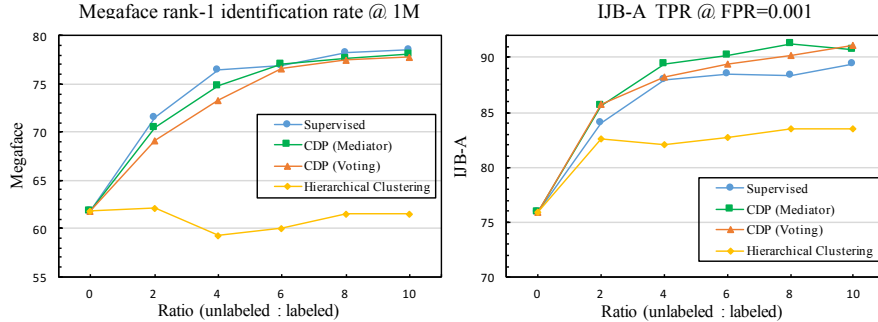 Megaface rank-1 identification rate @ 1M
80
75
70
65
60
55
Megaface
0 2 4 6 8 10
Ratio (unlabeled : labeled)
Supervised
CDP (Mediator)
CDP (Voting)
Hierarchical Clustering
IJB-A TPR @ FPR=0.001
90
85
80
75
70
IJB-A
0 2 4 6 8 10
Ratio (unlabeled : labeled)
Supervised
CDP (Mediator)
CDP (Voting)
Hierarchical Clustering